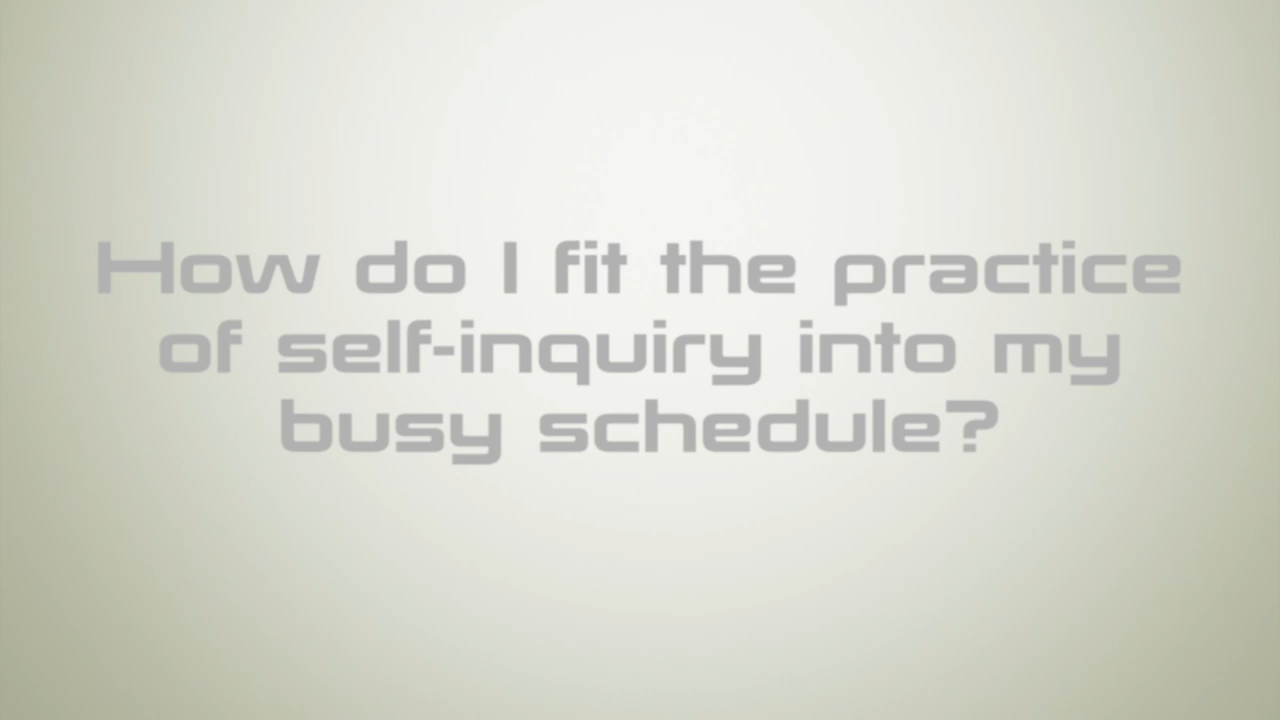 How do I fit the practice
of self-inquiry into my
busy schedule?